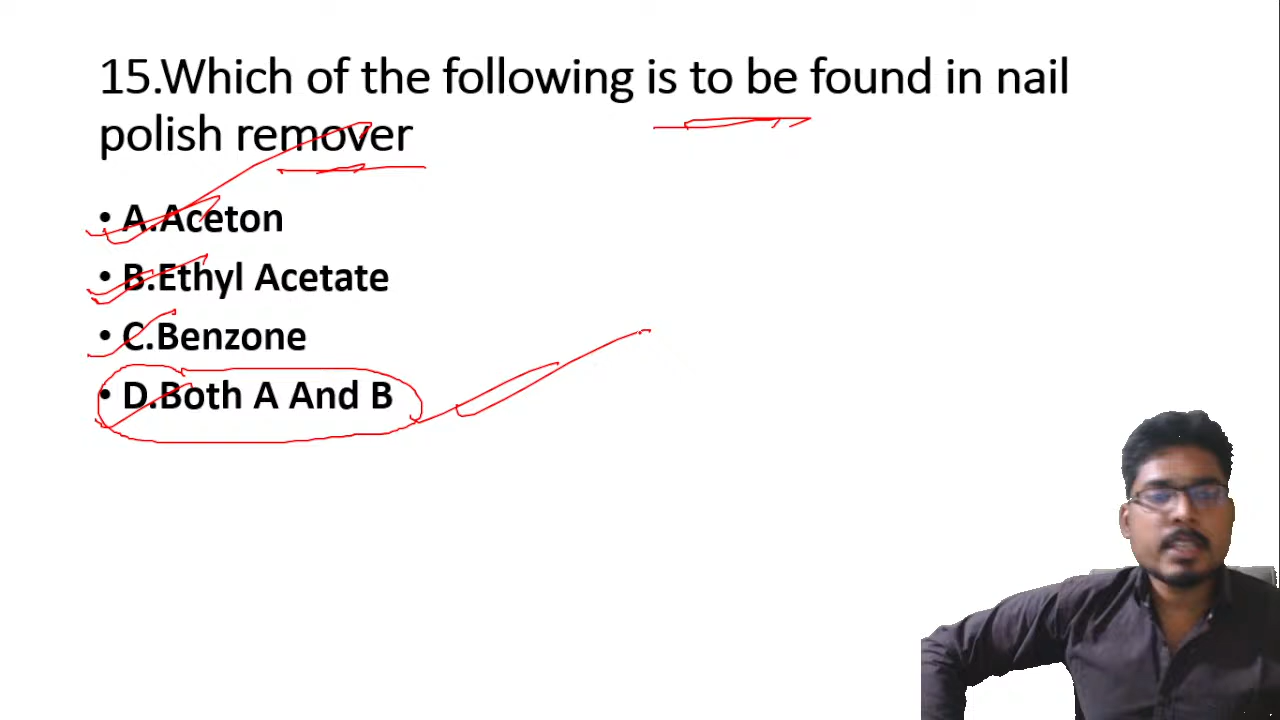 15.Which of the following is to be found in nail
polish remover
• A.Aceton
• B.Ethyl Acetate
• C.Benzone
• D.Both A And B